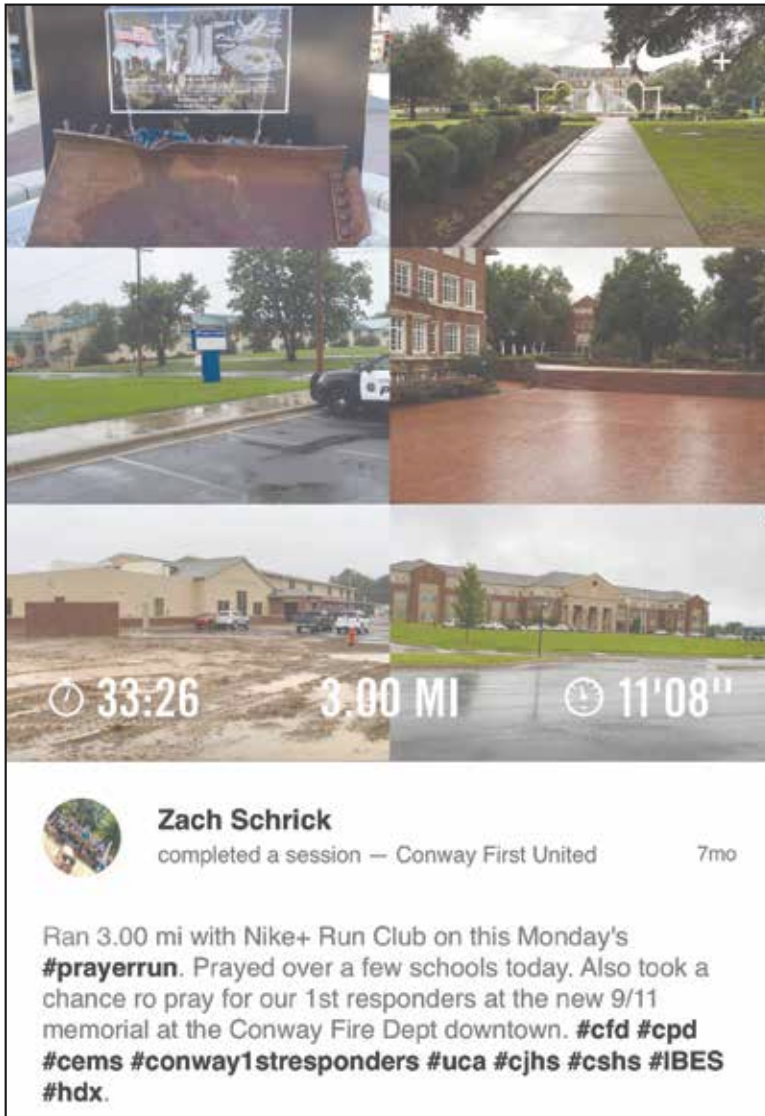 33:26 3.00 MI 11'08"
Zach Schrick
completed a session — Conway First United 7mo
Ran 3.00 mi with Nike+ Run Club on this Monday's
#prayerrun. Prayed over a few schools today. Also took a
chance ro pray for our 1st responders at the new 9/11
memorial at the Conway Fire Dept downtown. #cfd #cpd
#cems #conway1stresponders #uca #cjhs #cshs #IBES
#hdx.